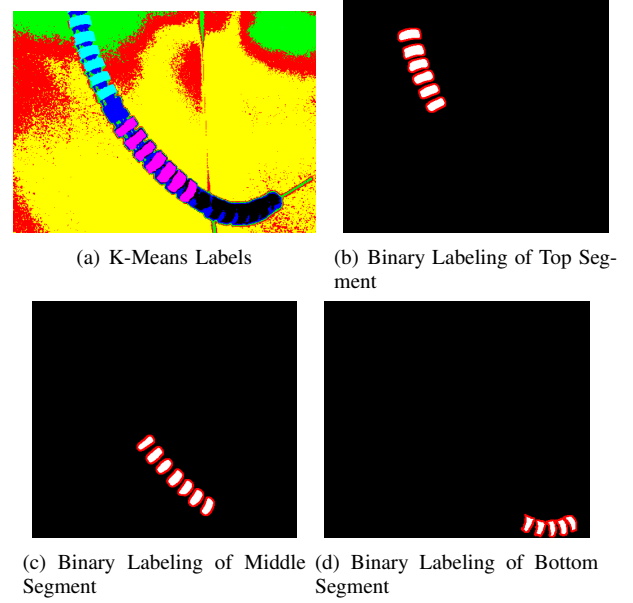 (a) K-Means Labels
(b) Binary Labeling of Top Seg-
ment
(c) Binary Labeling of Middle
Segment
(d) Binary Labeling of Bottom
Segment